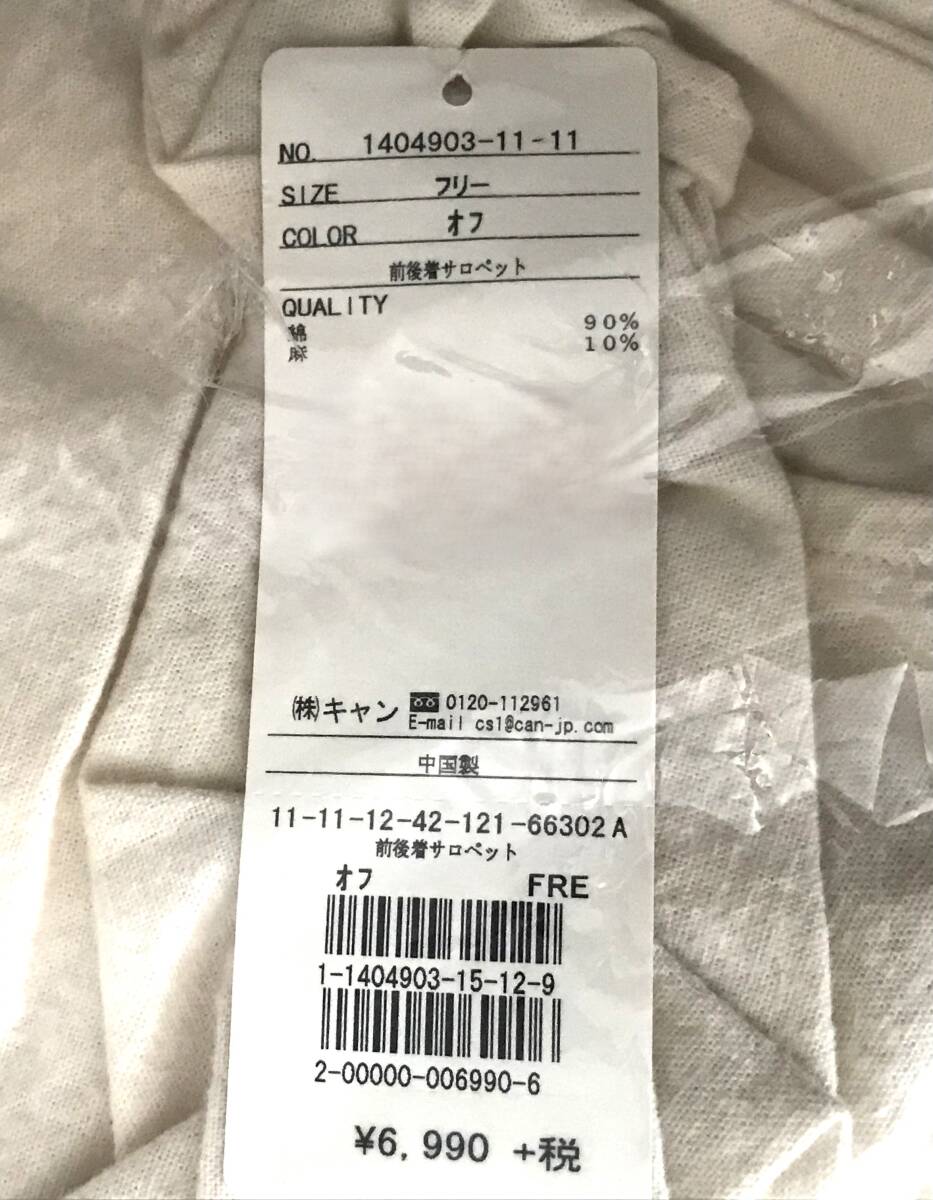 NO. 1404903-11-11
SIZE フリー
COLOR オフ
前後着サロペット
QUALITY
綿 90%
麻 10%
㈱キャン 0120-112961
E-mail cs1@can-jp.com
中国製
11-11-12-42-121-66302A
前後着サロペット
オフ FRE
1-1404903-15-12-9
2-00000-006990-6
¥6,990 +税